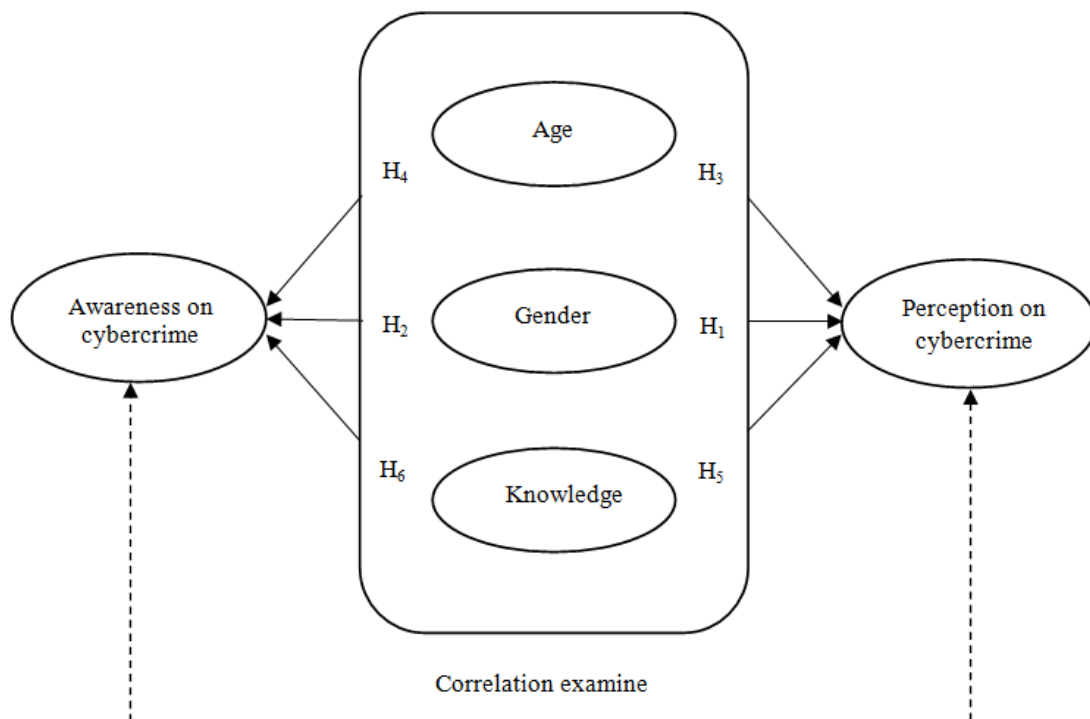 Age
H4
H3
Awareness on
cybercrime
Gender
Perception on
cybercrime
H2
H1
H6
H5
Knowledge
Correlation examine